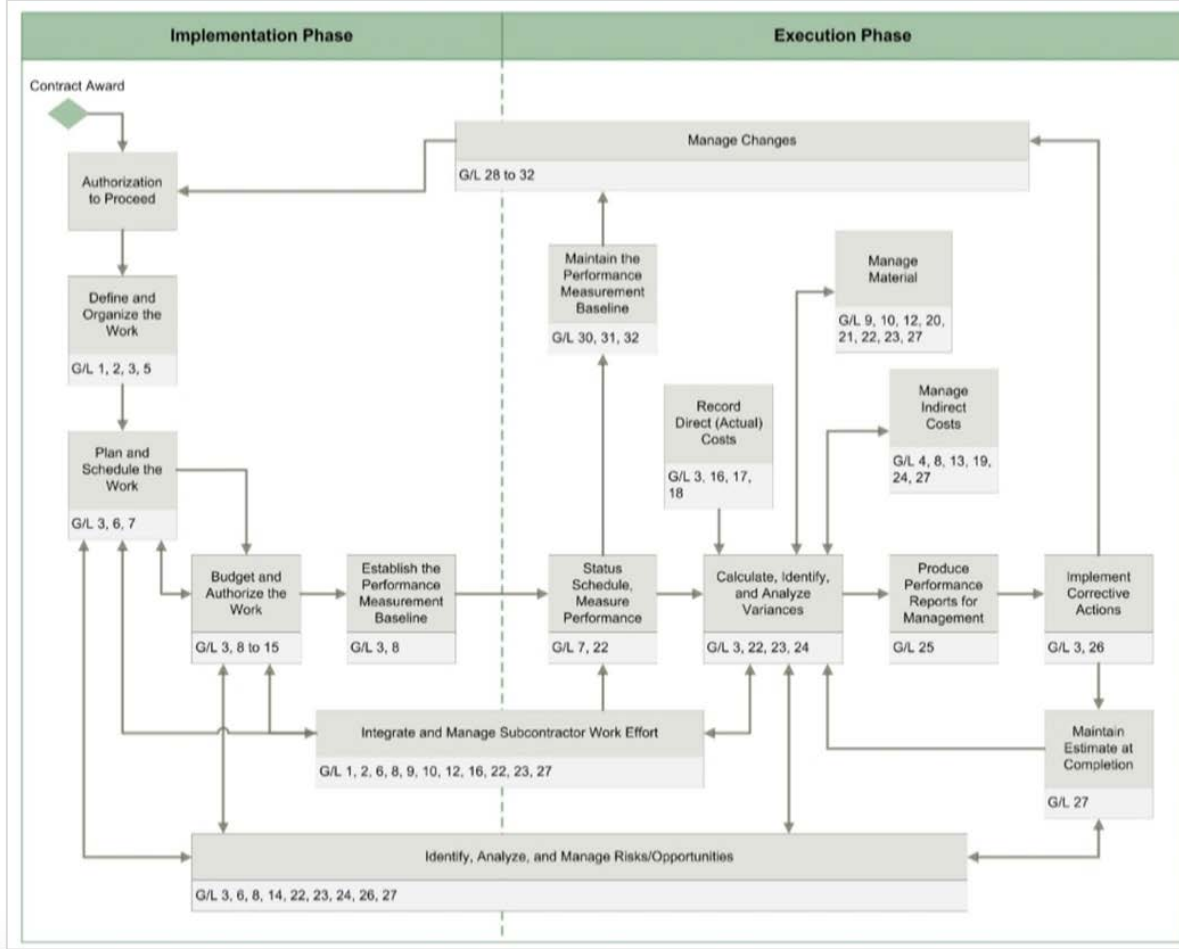 Implementation Phase
Execution Phase
Contract Award
Authorization
to Proceed
Manage Changes
G/L 28 to 32
Define and
Organize the
Work
G/L 1, 2, 3, 5
Maintain the
Performance
Measurement
Baseline
G/L 30, 31, 32
Manage
Material
G/L 9, 10, 12, 20,
21, 22, 23, 27
Record
Direct (Actual)
Costs
G/L 3, 16, 17,
18
Manage
Indirect
Costs
G/L 4, 8, 13, 19,
24, 27
Plan and
Schedule the
Work
G/L 3, 6, 7
Budget and
Authorize the
Work
G/L 3, 8 to 15
Establish the
Performance
Measurement
Baseline
G/L 3, 8
Status
Schedule,
Measure
Performance
G/L 7, 22
Calculate, Identify,
and Analyze
Variances
G/L 3, 22, 23, 24
Produce
Performance
Reports for
Management
G/L 25
Implement
Corrective
Actions
G/L 3, 26
Integrate and Manage Subcontractor Work Effort
G/L 1, 2, 6, 8, 9, 10, 12, 16, 22, 23, 27
Maintain
Estimate at
Completion
G/L 27
Identify, Analyze, and Manage Risks/Opportunities
G/L 3, 6, 8, 14, 22, 23, 24, 26, 27